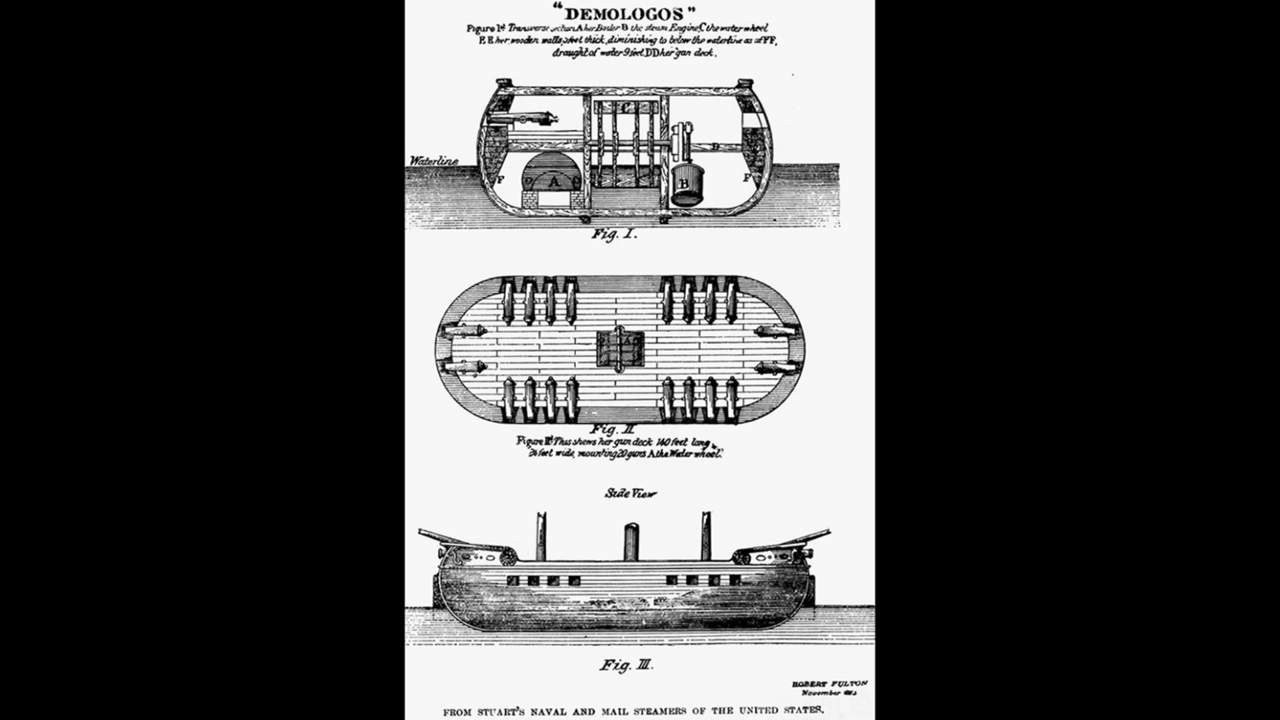 "DEMOLOGOS"
Figure 1st Transverse section A her Boiler B the steam Engine C the water wheel
E E her wooden walls 5 feet thick, diminishing to below the waterline as at FF,
draught of water 9 feet DD her gun deck.
C
Waterline
D
F
A
B
F
Fig. I.
A
Fig. II
Figure IId This shews her gun deck 140 feet long
24 feet wide, mounting 20 guns A the Water wheel.
Side View
Fig. III.
ROBERT FULTON
November
FROM STUART'S NAVAL AND MAIL STEAMERS OF THE UNITED STATES.